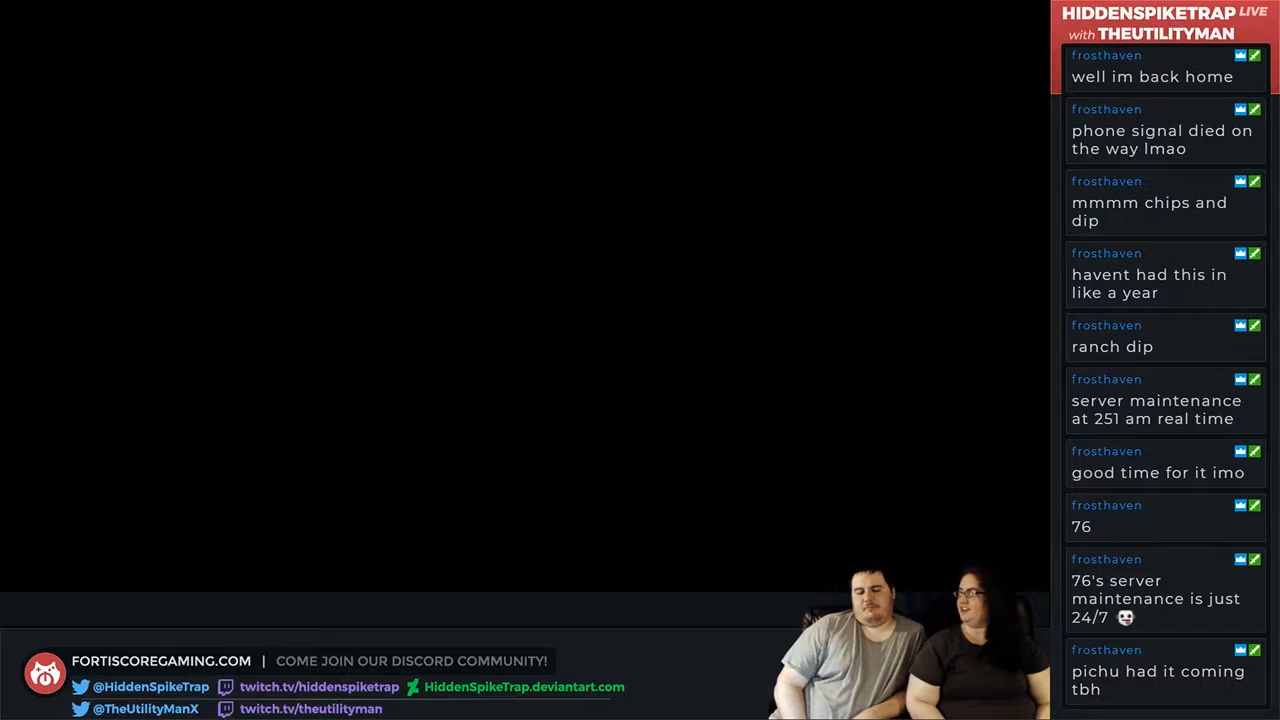 HIDDENSPIKETRAP LIVE
with THEUTILITYMAN
frosthaven
well im back home
frosthaven
phone signal died on
the way lmao
frosthaven
mmmm chips and
dip
frosthaven
havent had this in
like a year
frosthaven
ranch dip
frosthaven
server maintenance
at 251 am real time
frosthaven
good time for it imo
frosthaven
76
frosthaven
76's server
maintenance is just
24/7
frosthaven
pichu had it coming
tbh
FORTISCOREGAMING.COM | COME JOIN OUR DISCORD COMMUNITY!
@HiddenSpikeTrap twitch.tv/hiddenspiketrap HiddenSpikeTrap.deviantart.com
@TheUtilityManX twitch.tv/theutilityman